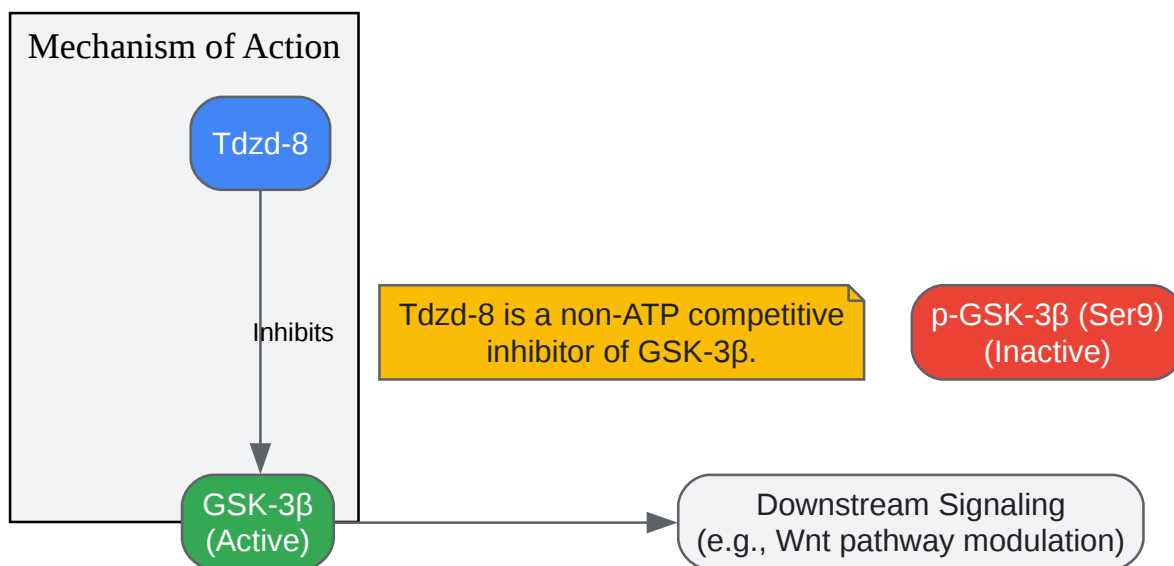 Mechanism of Action
Tdzd-8
Inhibits
Tdzd-8 is a non-ATP competitive
inhibitor of GSK-3β.
p-GSK-3β (Ser9)
(Inactive)
GSK-3β
(Active)
Downstream Signaling
(e.g., Wnt pathway modulation)